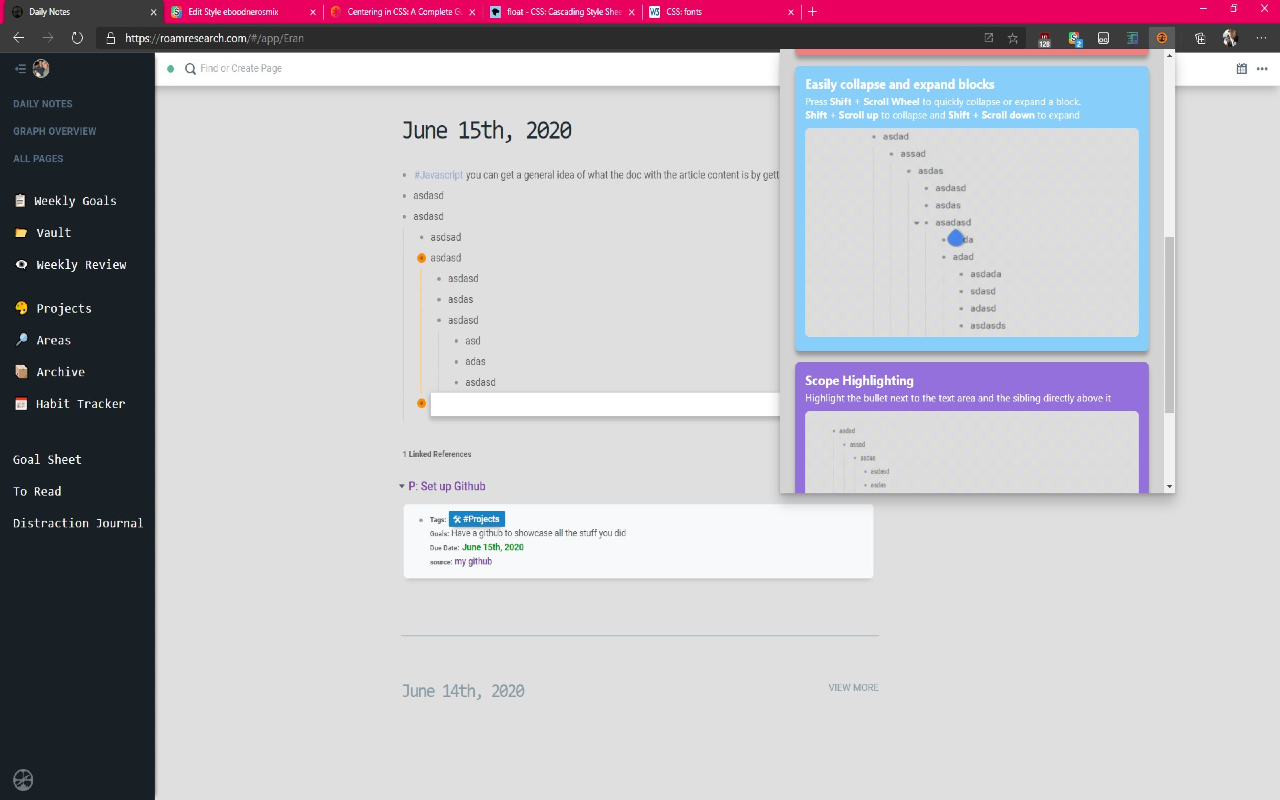 Daily Notes
Edit Style eboodnerosmix
Centering in CSS: A Complete G
float - CSS: Cascading Style Shee
W3
CSS: fonts
https://roamresearch.com/#/app/Eran
128
2
DAILY NOTES
GRAPH OVERVIEW
ALL PAGES
Weekly Goals
Vault
Weekly Review
Projects
Areas
Archive
Habit Tracker
Goal Sheet
To Read
Distraction Journal
Find or Create Page
June 15th, 2020
#Javascript you can get a general idea of what the doc with the article content is by gett
asdasd
asdasd
asdsad
asdasd
asdasd
asdas
asdasd
asd
adas
asdasd
1 Linked References
P: Set up Github
Tags: 🛠 #Projects
Goals: Have a github to showcase all the stuff you did
Due Date: June 15th, 2020
source: my github
June 14th, 2020
VIEW MORE
Easily collapse and expand blocks
Press Shift + Scroll Wheel to quickly collapse or expand a block.
Shift + Scroll up to collapse and Shift + Scroll down to expand
asdad
assad
asdas
asdasd
asdas
asadasd
da
adad
asdada
sdasd
adasd
asdasds
Scope Highlighting
Highlight the bullet next to the text area and the sibling directly above it
asdad
assad
asdas
asdasd
asdas